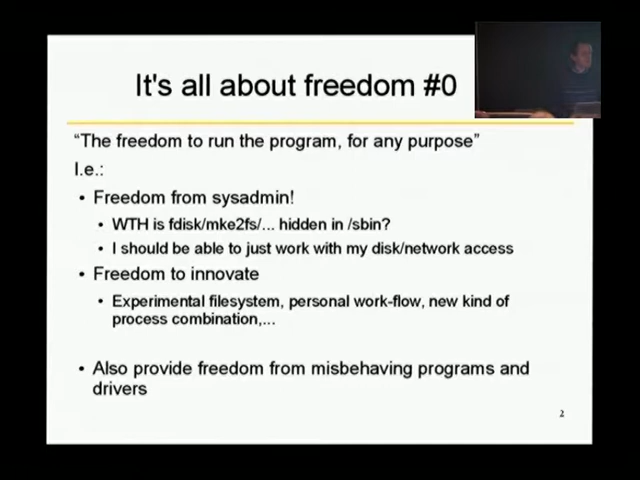 It's all about freedom #0
“The freedom to run the program, for any purpose”
I.e.:
• Freedom from sysadmin!
• WTH is fdisk/mke2fs/... hidden in /sbin?
• I should be able to just work with my disk/network access
• Freedom to innovate
• Experimental filesystem, personal work-flow, new kind of
process combination,...
• Also provide freedom from misbehaving programs and
drivers
2